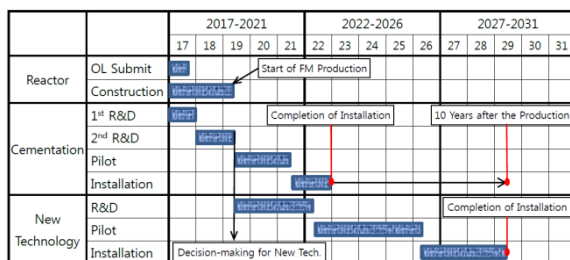 2017-2021 2022-2026 2027-2031
17 18 19 20 21 22 23 24 25 26 27 28 29 30 31
Reactor
OL Submit
Construction
Start of FM Production
Cementation
1st R&D
Completion of Installation
10 Years after the Production
2nd R&D
Pilot
Installation
New
Technology
R&D
Completion of Installation
Pilot
Installation
Decision-making for New Tech.